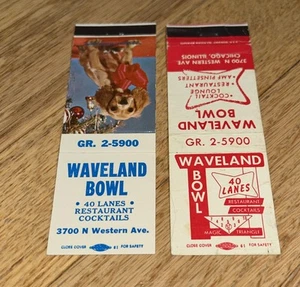 GR. 2-5900
WAVELAND
BOWL
• 40 LANES •
RESTAURANT
COCKTAILS
3700 N Western Ave.
CLOSE COVER
FOR SAFETY
3700 N. WESTERN AVE.
CHICAGO, ILLINOIS
• COCKTAIL
LOUNGE
• RESTAURANT
• AMF PINSETTERS
WAVELAND
BOWL
GR. 2-5900
WAVELAND
BOWL
40
LANES
RESTAURANT
COCKTAILS
MAGIC TRIANGLE
CLOSE COVER
FOR SAFETY